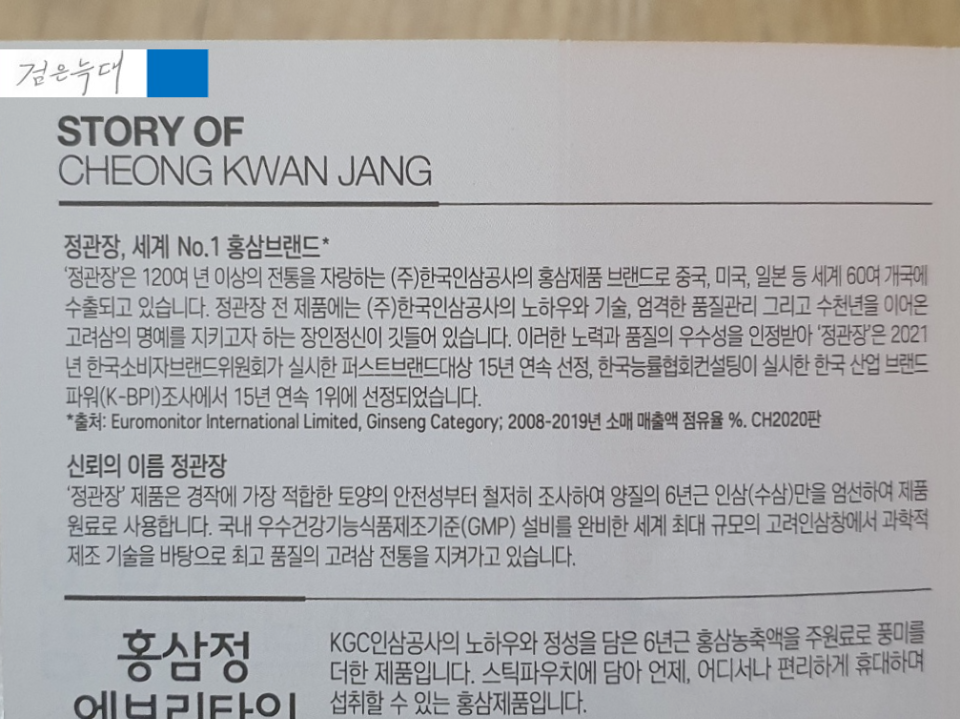 검은늑대
STORY OF
CHEONG KWAN JANG
정관장, 세계 No.1 홍삼브랜드*
'정관장'은 120여 년 이상의 전통을 자랑하는 (주)한국인삼공사의 홍삼제품 브랜드로 중국, 미국, 일본 등 세계 60여 개국에
수출되고 있습니다. 정관장 전 제품에는 (주)한국인삼공사의 노하우와 기술, 엄격한 품질관리 그리고 수천년을 이어온
고려삼의 명예를 지키고자 하는 장인정신이 깃들어 있습니다. 이러한 노력과 품질의 우수성을 인정받아 '정관장'은 2021
년 한국소비자브랜드위원회가 실시한 퍼스트브랜드대상 15년 연속 선정, 한국능률협회컨설팅이 실시한 한국 산업 브랜드
파워(K-BPI)조사에서 15년 연속 1위에 선정되었습니다.
*출처: Euromonitor International Limited, Ginseng Category; 2008-2019년 소매 매출액 점유율 %. CH2020판
신뢰의 이름 정관장
'정관장' 제품은 경작에 가장 적합한 토양의 안전성부터 철저히 조사하여 양질의 6년근 인삼(수삼)만을 엄선하여 제품
원료로 사용합니다. 국내 우수건강기능식품제조기준(GMP) 설비를 완비한 세계 최대 규모의 고려인삼창에서 과학적
제조 기술을 바탕으로 최고 품질의 고려삼 전통을 지켜가고 있습니다.
홍삼정
에브리타임
KGC인삼공사의 노하우와 정성을 담은 6년근 홍삼농축액을 주원료로 풍미를
더한 제품입니다. 스틱파우치에 담아 언제, 어디서나 편리하게 휴대하며
섭취할 수 있는 홍삼제품입니다.